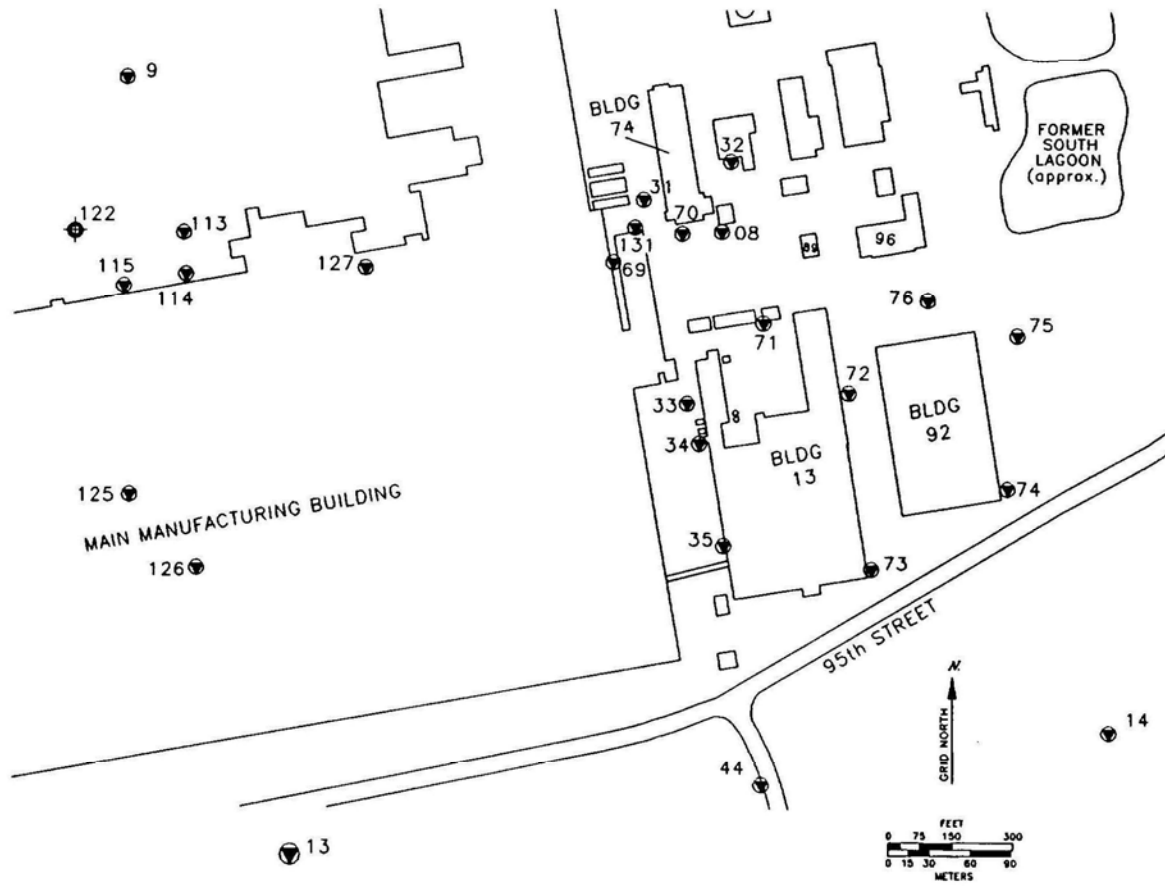 9
BLDG
74
32
FORMER
SOUTH
LAGOON
(approx.)
31
122
113
70
131
08
89
96
115
114
127
69
76
71
75
72
33
8
BLDG
92
34
BLDG
13
125
MAIN MANUFACTURING BUILDING
74
35
126
73
95th STREET
N.
GRID NORTH
14
44
13
FEET
0 75 150 300
0 15 30 60 90
METERS